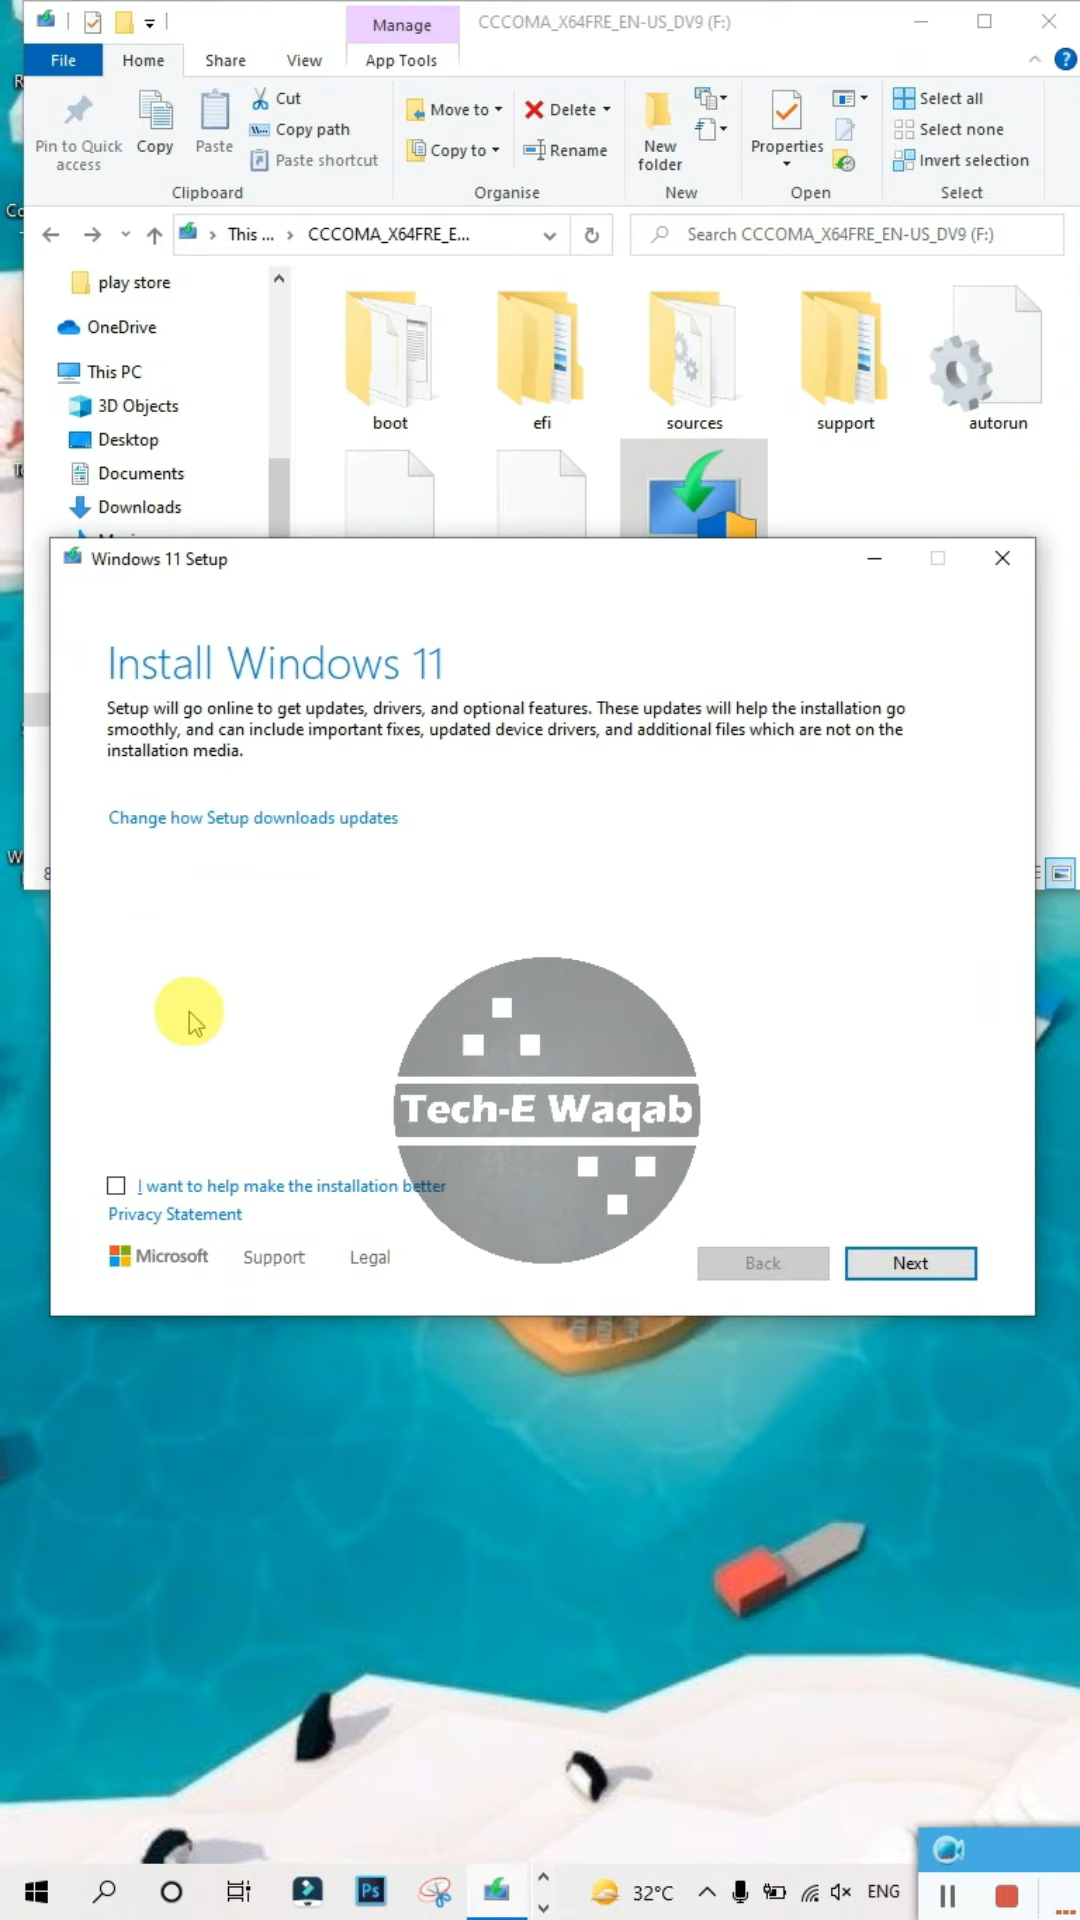 Manage
CCCOMA_X64FRE_EN-US_DV9 (F:)
File
Home
Share
View
App Tools
Pin to Quick access
Copy
Paste
Cut
Copy path
Paste shortcut
Clipboard
Move to
Copy to
Delete
Rename
Organise
New folder
New
Properties
Open
Select all
Select none
Invert selection
Select
This ...
CCCOMA_X64FRE_E...
Search CCCOMA_X64FRE_EN-US_DV9 (F:)
play store
OneDrive
This PC
3D Objects
Desktop
Documents
Downloads
boot
efi
sources
support
autorun
Windows 11 Setup
Install Windows 11
Setup will go online to get updates, drivers, and optional features. These updates will help the installation go
smoothly, and can include important fixes, updated device drivers, and additional files which are not on the
installation media.
Change how Setup downloads updates
Tech-E Waqab
I want to help make the installation better
Privacy Statement
Microsoft
Support
Legal
Back
Next
Ps
32°C
ENG